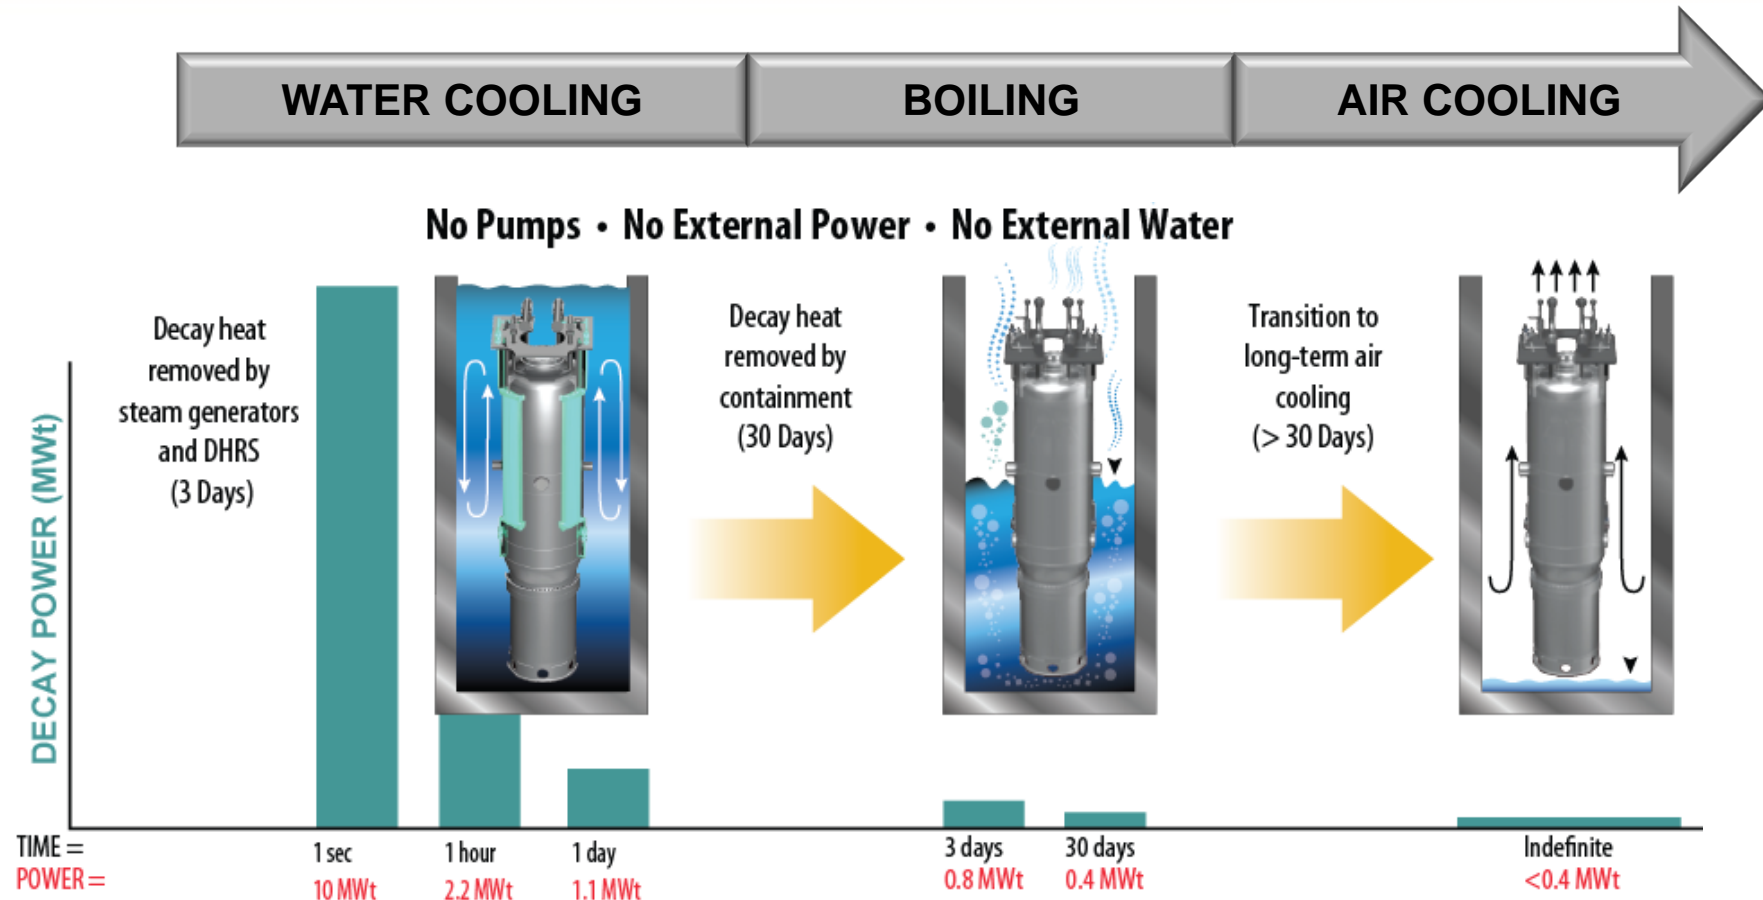 WATER COOLING
BOILING
AIR COOLING
No Pumps • No External Power • No External Water
Decay heat
removed by
steam generators
and DHRS
(3 Days)
Decay heat
removed by
containment
(30 Days)
Transition to
long-term air
cooling
(> 30 Days)
DECAY POWER (MWt)
TIME =
1 sec
1 hour
1 day
3 days
30 days
Indefinite
POWER =
10 MWt
2.2 MWt
1.1 MWt
0.8 MWt
0.4 MWt
<0.4 MWt